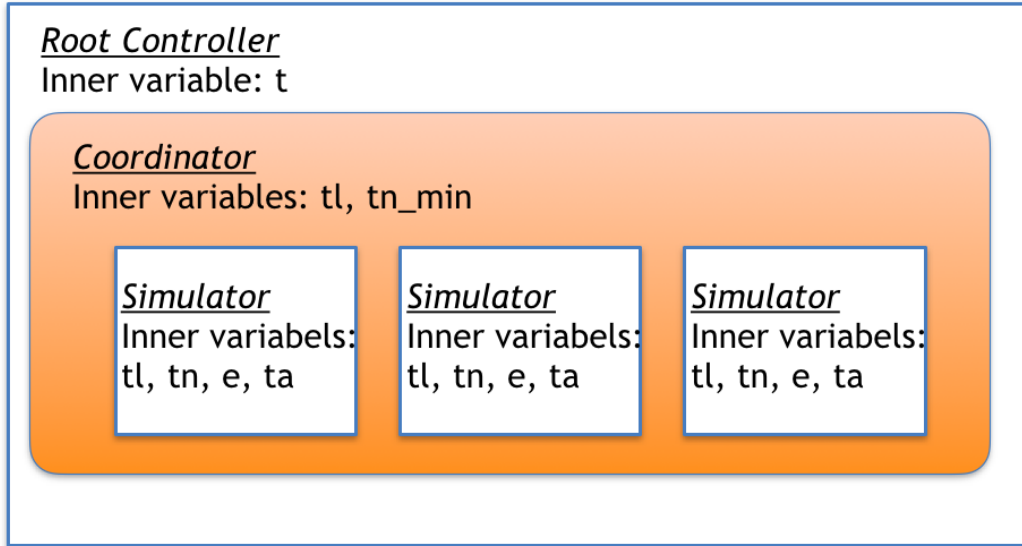 Root Controller
Inner variable: t
Coordinator
Inner variables: tl, tn_min
Simulator
Inner variabels:
tl, tn, e, ta
Simulator
Inner variabels:
tl, tn, e, ta
Simulator
Inner variabels:
tl, tn, e, ta